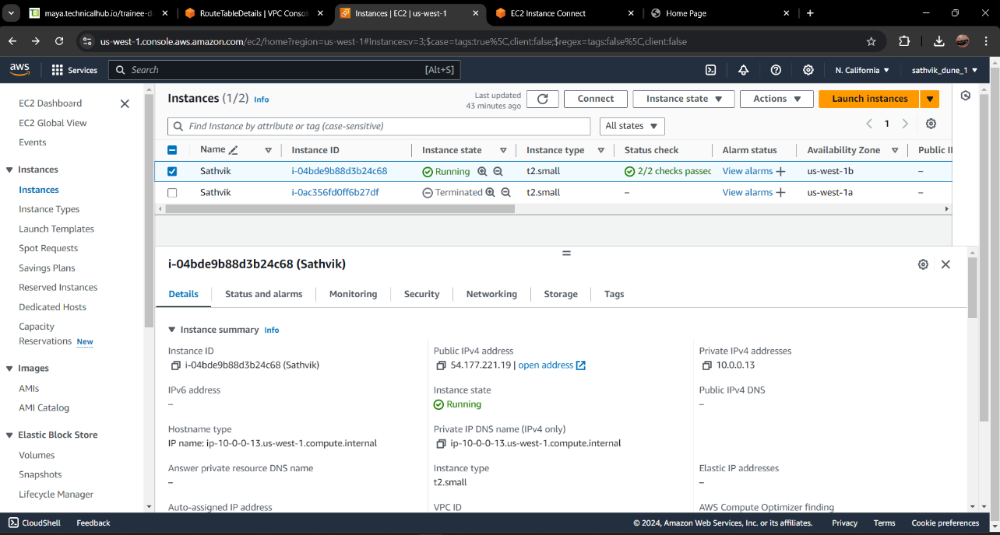 maya.technicalhub.io/trainee-d
RouteTableDetails | VPC Consol
Instances | EC2 | us-west-1
EC2 Instance Connect
Home Page
us-west-1.console.aws.amazon.com/ec2/home?region=us-west-1#Instances:v=3;$case=tags:true%5C,client:false;$regex=tags:false%5C,client:false
aws
Services
Search
[Alt+S]
N. California
sathvik_dune_1
EC2 Dashboard
EC2 Global View
Events
Instances
Instances
Instance Types
Launch Templates
Spot Requests
Savings Plans
Reserved Instances
Dedicated Hosts
Capacity
Reservations New
Images
AMIs
AMI Catalog
Elastic Block Store
Volumes
Snapshots
Lifecycle Manager
Instances (1/2) Info
Last updated
43 minutes ago
Connect
Instance state
Actions
Launch instances
Find Instance by attribute or tag (case-sensitive)
All states
1
Name Instance ID Instance state Instance type Status check Alarm status Availability Zone Public I
Sathvik i-04bde9b88d3b24c68 Running t2.small 2/2 checks passec View alarms + us-west-1b –
Sathvik i-0ac356fd0ff6b27df Terminated t2.small – View alarms + us-west-1a –
i-04bde9b88d3b24c68 (Sathvik)
Details Status and alarms Monitoring Security Networking Storage Tags
Instance summary Info
Instance ID
i-04bde9b88d3b24c68 (Sathvik)
Public IPv4 address
54.177.221.19 | open address
Private IPv4 addresses
10.0.0.13
IPv6 address
–
Instance state
Running
Public IPv4 DNS
–
Hostname type
IP name: ip-10-0-0-13.us-west-1.compute.internal
Private IP DNS name (IPv4 only)
ip-10-0-0-13.us-west-1.compute.internal
Answer private resource DNS name
–
Instance type
t2.small
Elastic IP addresses
–
Auto-assigned IP address
VPC ID
AWS Compute Optimizer finding
CloudShell
Feedback
© 2024, Amazon Web Services, Inc. or its affiliates.
Privacy
Terms
Cookie preferences